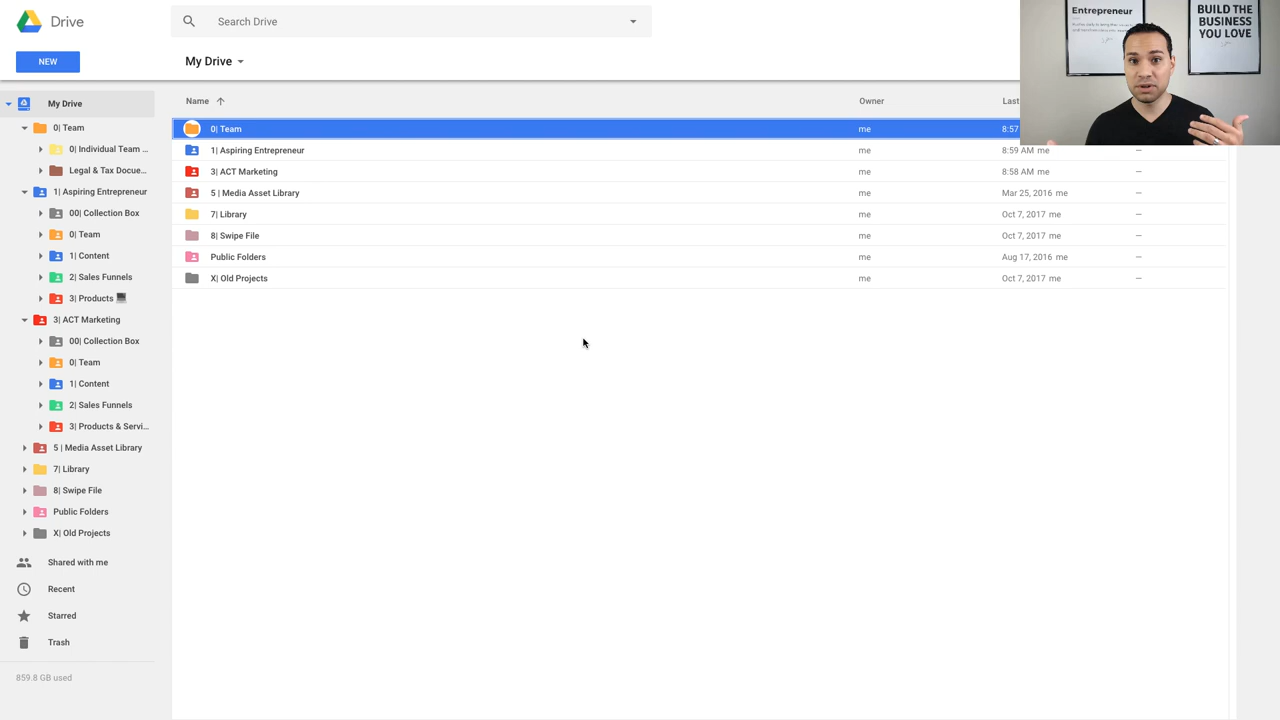 Drive
Search Drive
NEW
My Drive
Entrepreneur
BUILD THE
BUSINESS
YOU LOVE
My Drive
0| Team
0| Individual Team ...
Legal & Tax Docue...
1| Aspiring Entrepreneur
00| Collection Box
0| Team
1| Content
2| Sales Funnels
3| Products
3| ACT Marketing
00| Collection Box
0| Team
1| Content
2| Sales Funnels
3| Products & Servi...
5 | Media Asset Library
7| Library
8| Swipe File
Public Folders
X| Old Projects
Shared with me
Recent
Starred
Trash
859.8 GB used
Name Owner Last
0| Team me 8:57
1| Aspiring Entrepreneur me 8:59 AM me —
3| ACT Marketing me 8:58 AM me —
5 | Media Asset Library me Mar 25, 2016 me —
7| Library me Oct 7, 2017 me —
8| Swipe File me Oct 7, 2017 me —
Public Folders me Aug 17, 2016 me —
X| Old Projects me Oct 7, 2017 me —